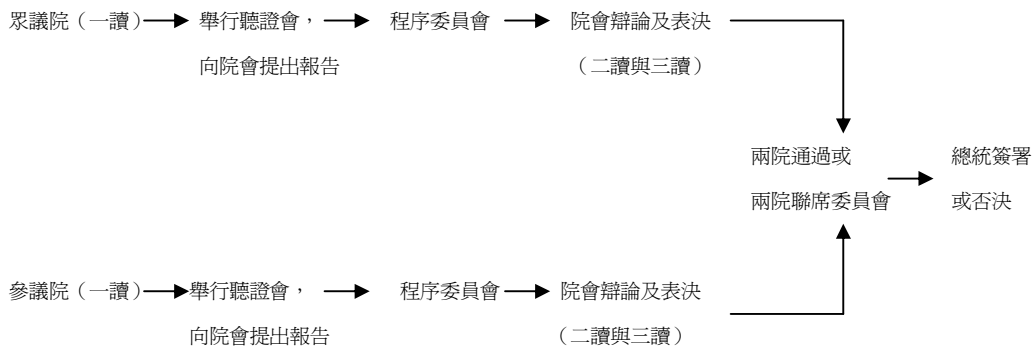 眾議院（一讀） 舉行聽證會， 程序委員會 院會辯論及表決
向院會提出報告 （二讀與三讀）
兩院通過或 總統簽署
兩院聯席委員會 或否決
參議院（一讀） 舉行聽證會， 程序委員會 院會辯論及表決
向院會提出報告 （二讀與三讀）